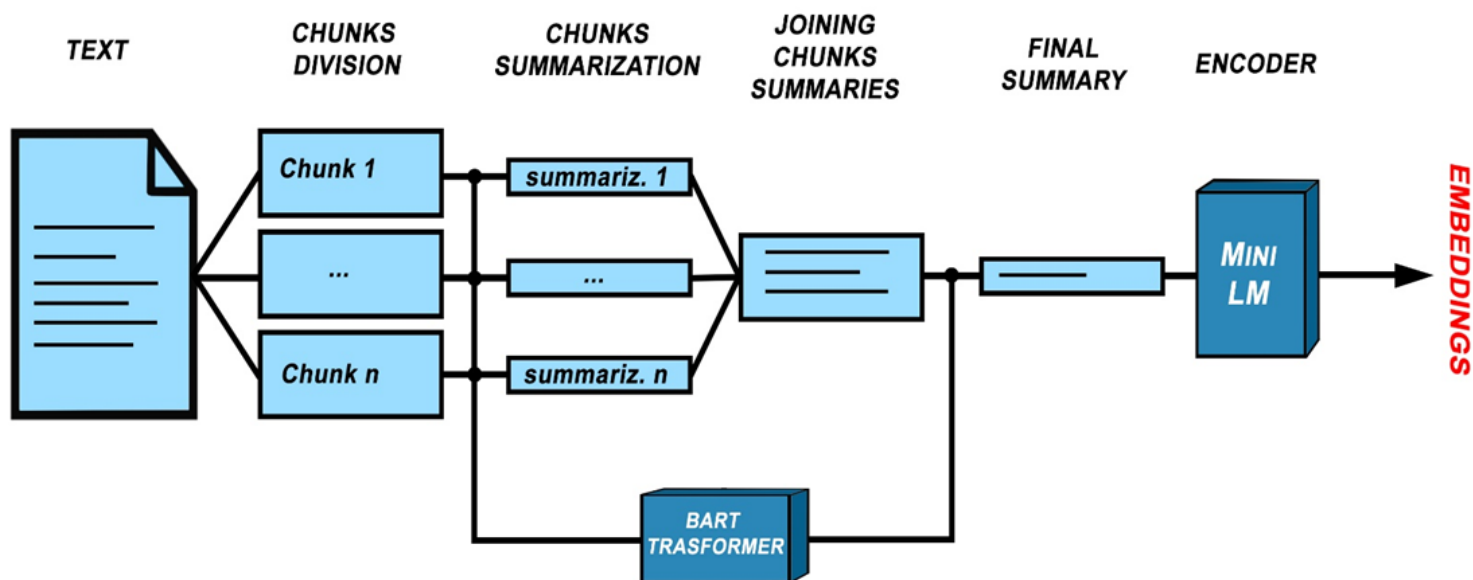 TEXT
CHUNKS
DIVISION
CHUNKS
SUMMARIZATION
JOINING
CHUNKS
SUMMARIES
FINAL
SUMMARY
ENCODER
Chunk 1
...
Chunk n
summariz. 1
...
summariz. n
MINI
LM
EMBEDDINGS
BART
TRASFORMER